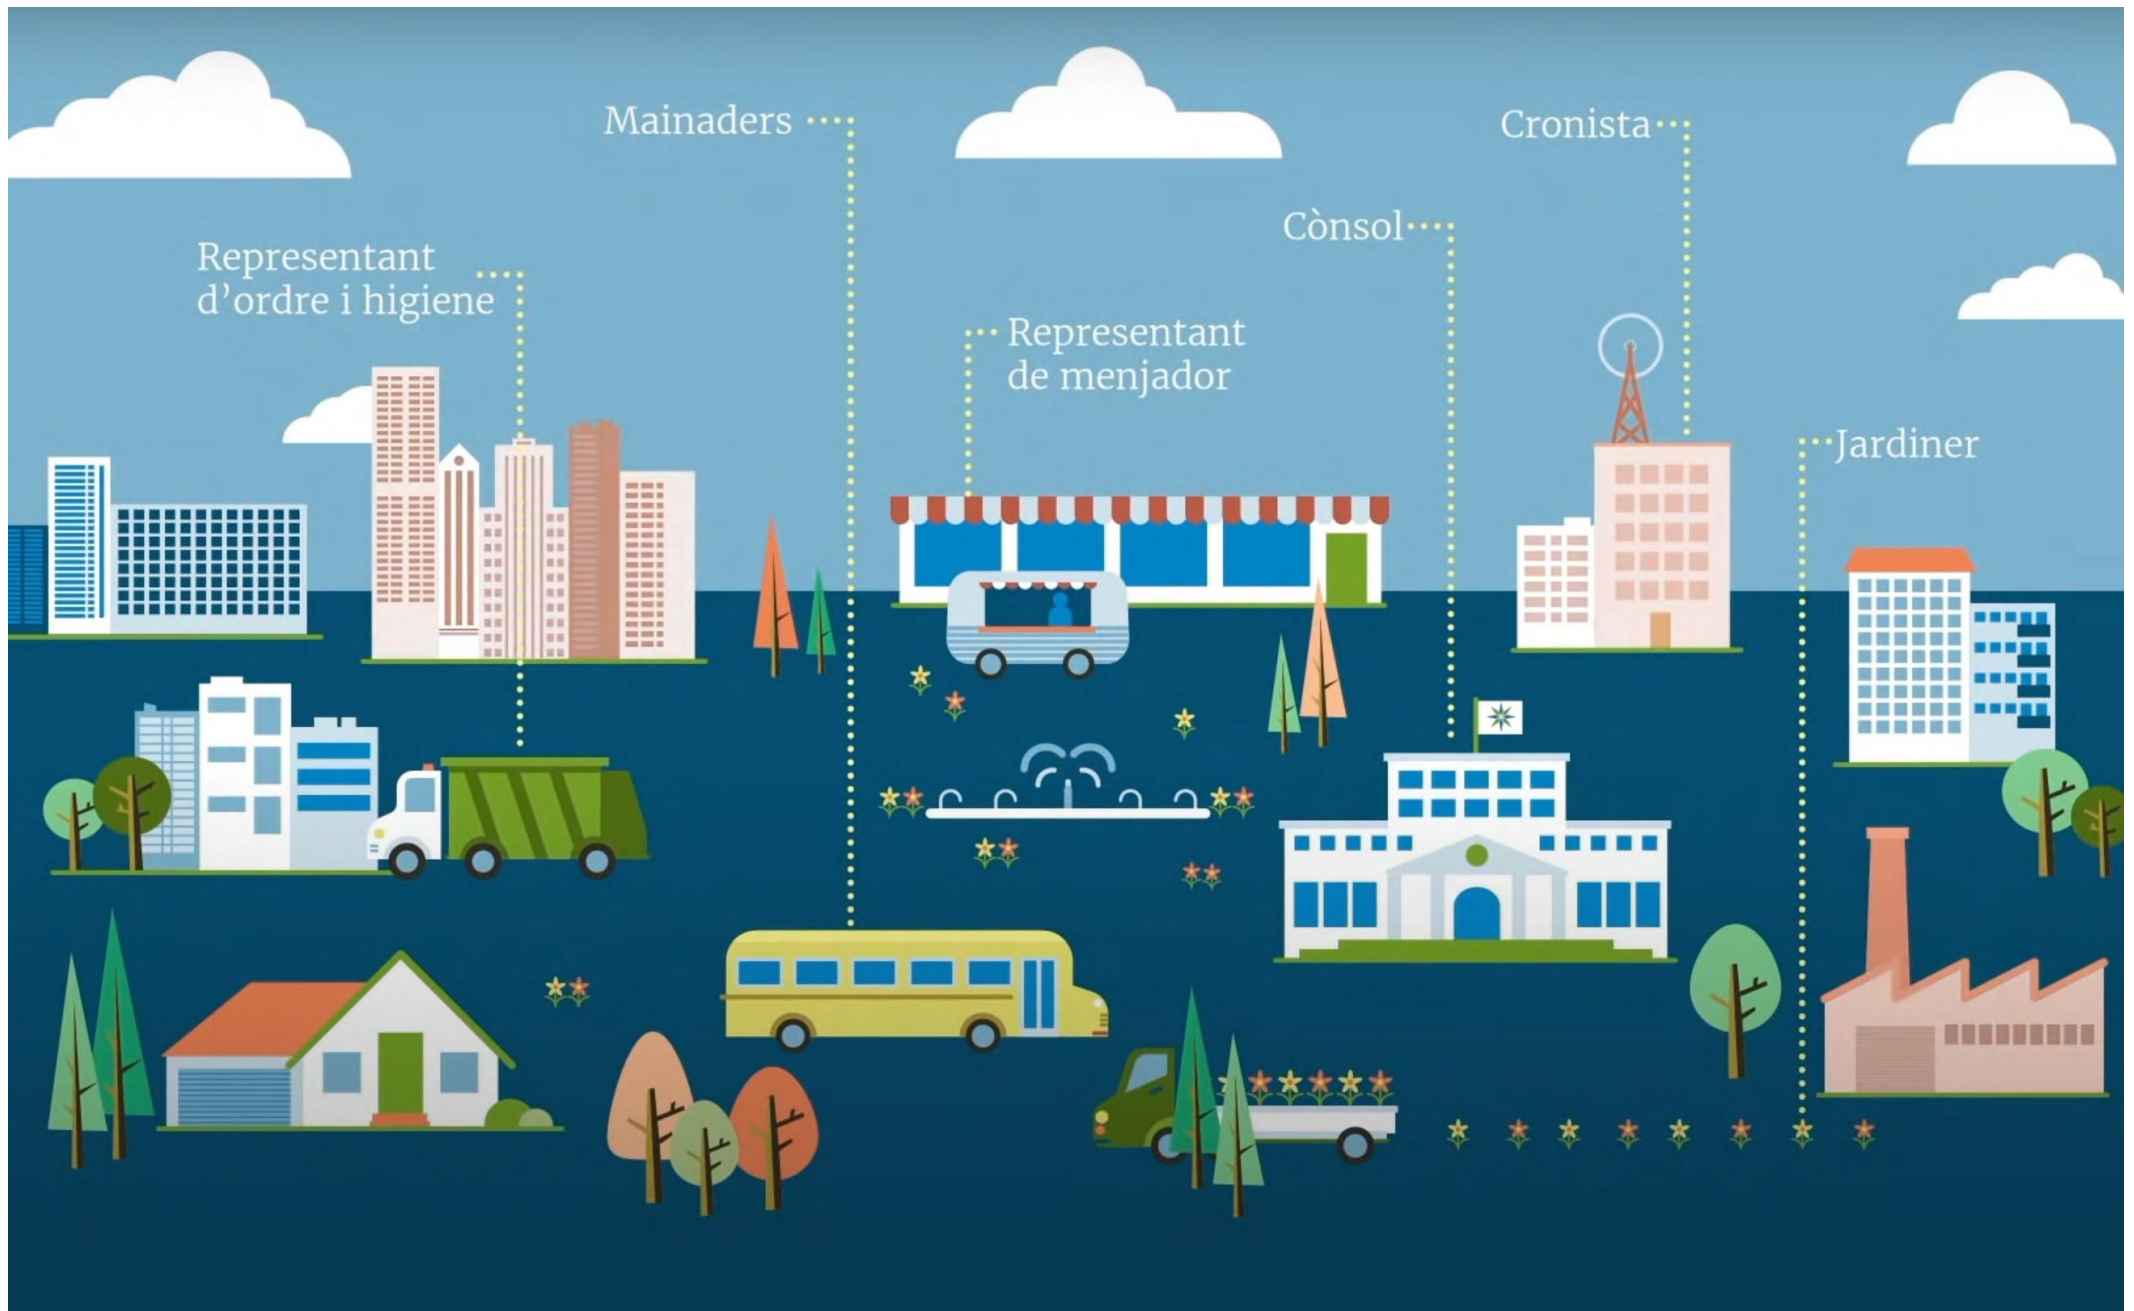 Mainaders
Cronista
Cònsol
Representant
d’ordre i higiene
Representant
de menjador
Jardiner